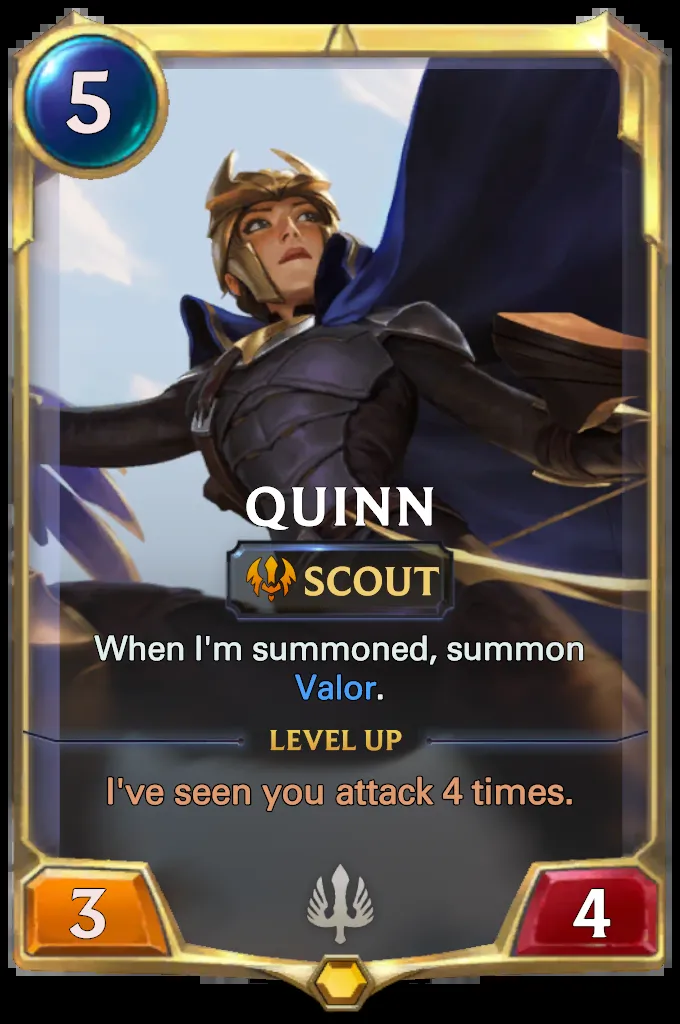 5
QUINN
SCOUT
When I'm summoned, summon
Valor.
LEVEL UP
I've seen you attack 4 times.
3 4